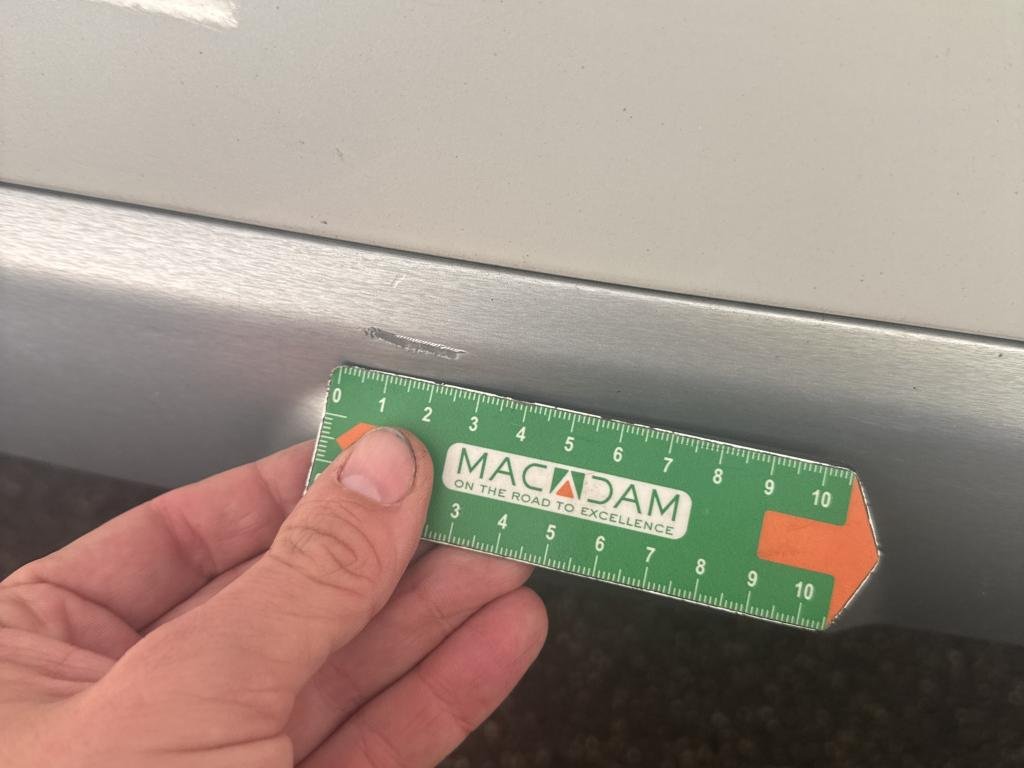 0 1 2 3 4 5 6 7 8 9 10
MACADAM
ON THE ROAD TO EXCELLENCE
3 4 5 6 7 8 9 10